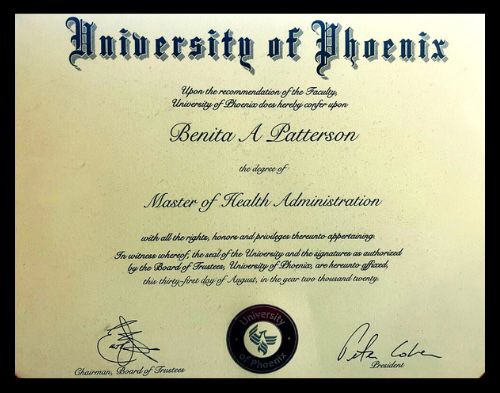 University of Phoenix
Upon the recommendation of the Faculty,
University of Phoenix does hereby confer upon
Benita A Patterson
the degree of
Master of Health Administration
with all the rights, honors and privileges thereunto appertaining.
In witness whereof, the seal of the University and the signatures as authorized
by the Board of Trustees, University of Phoenix, are hereunto affixed,
this thirty-first day of August, in the year two thousand twenty.
University
of Phoenix
Chairman, Board of Trustees
Peter Cohen
President